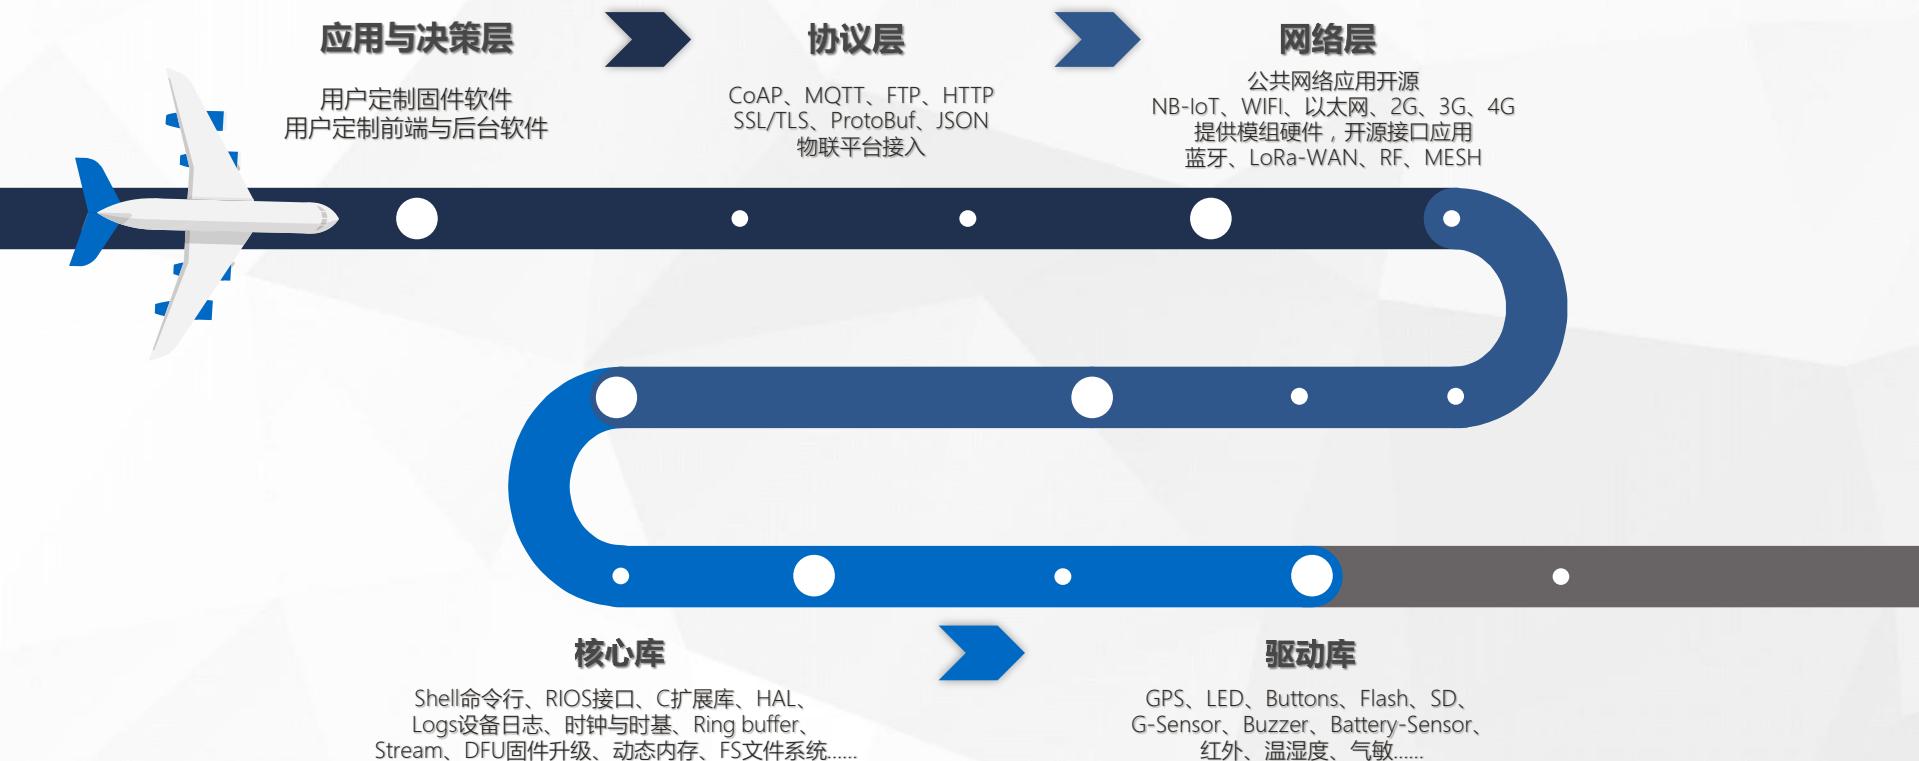 应用与决策层
用户定制固件软件
用户定制前端与后台软件
协议层
CoAP、MQTT、FTP、HTTP
SSL/TLS、ProtoBuf、JSON
物联平台接入
网络层
公共网络应用开源
NB-IoT、WIFI、以太网、2G、3G、4G
提供模组硬件，开源接口应用
蓝牙、LoRa-WAN、RF、MESH
核心库
Shell命令行、RIOS接口、C扩展库、HAL、
Logs设备日志、时钟与时基、Ring buffer、
Stream、DFU固件升级、动态内存、FS文件系统......
驱动库
GPS、LED、Buttons、Flash、SD、
G-Sensor、Buzzer、Battery-Sensor、
红外、温湿度、气敏......